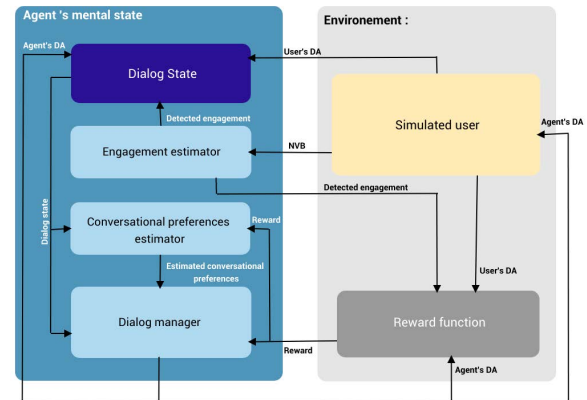 Agent 's mental state
Environement :
Agent's DA
User's DA
Dialog State
Simulated user
Agent's DA
Detected engagement
Engagement estimator
NVB
Detected engagement
Dialog state
Conversational preferences
estimator
Reward
Estimated conversational
preferences
User's DA
Dialog manager
Reward function
Reward
Agent's DA